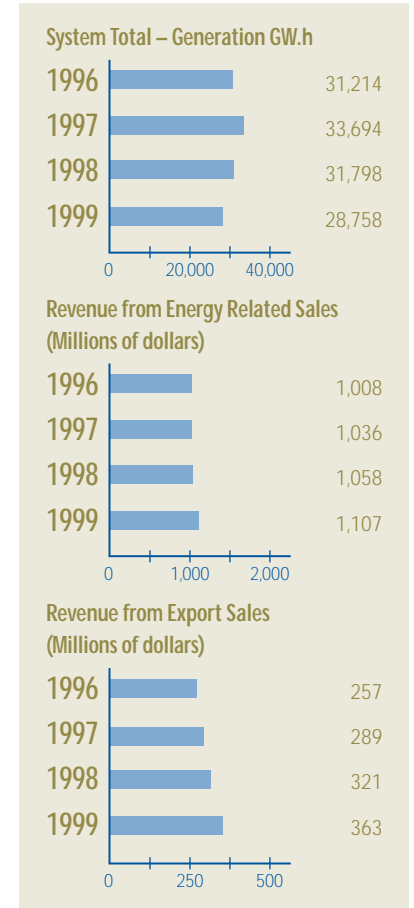 System Total – Generation GW.h
1996 31,214
1997 33,694
1998 31,798
1999 28,758
0 20,000 40,000
Revenue from Energy Related Sales
(Millions of dollars)
1996 1,008
1997 1,036
1998 1,058
1999 1,107
0 1,000 2,000
Revenue from Export Sales
(Millions of dollars)
1996 257
1997 289
1998 321
1999 363
0 250 500